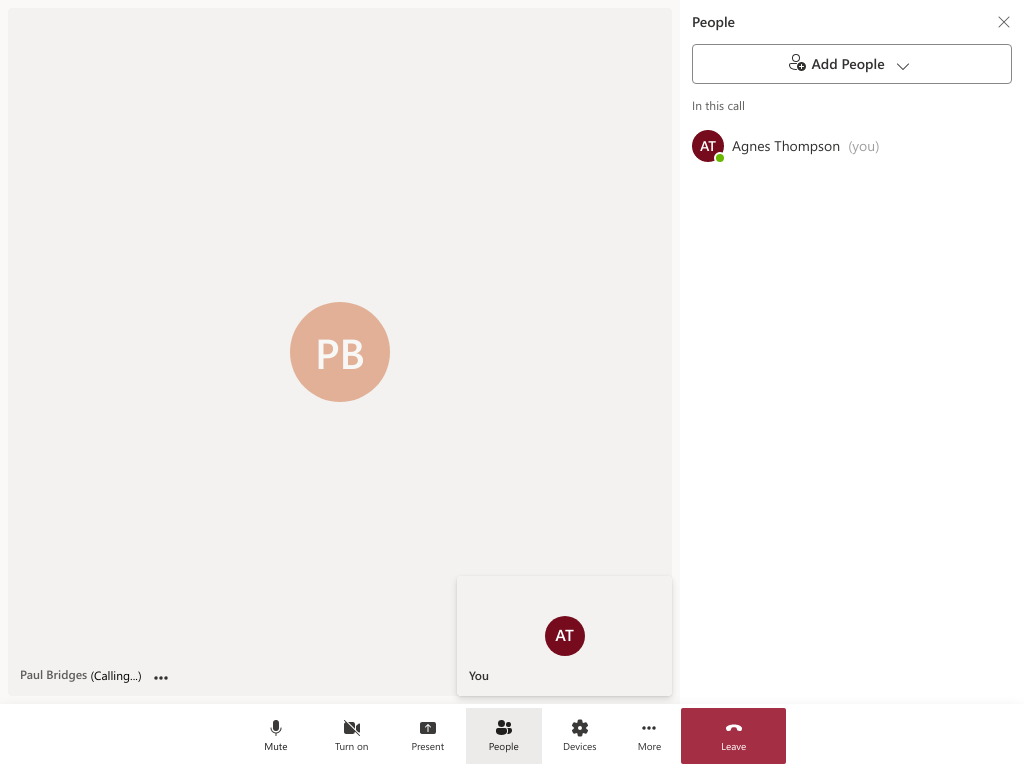 People
Add People
In this call
AT Agnes Thompson (you)
PB
AT
You
Paul Bridges (Calling...)
Mute
Turn on
Present
People
Devices
More
Leave